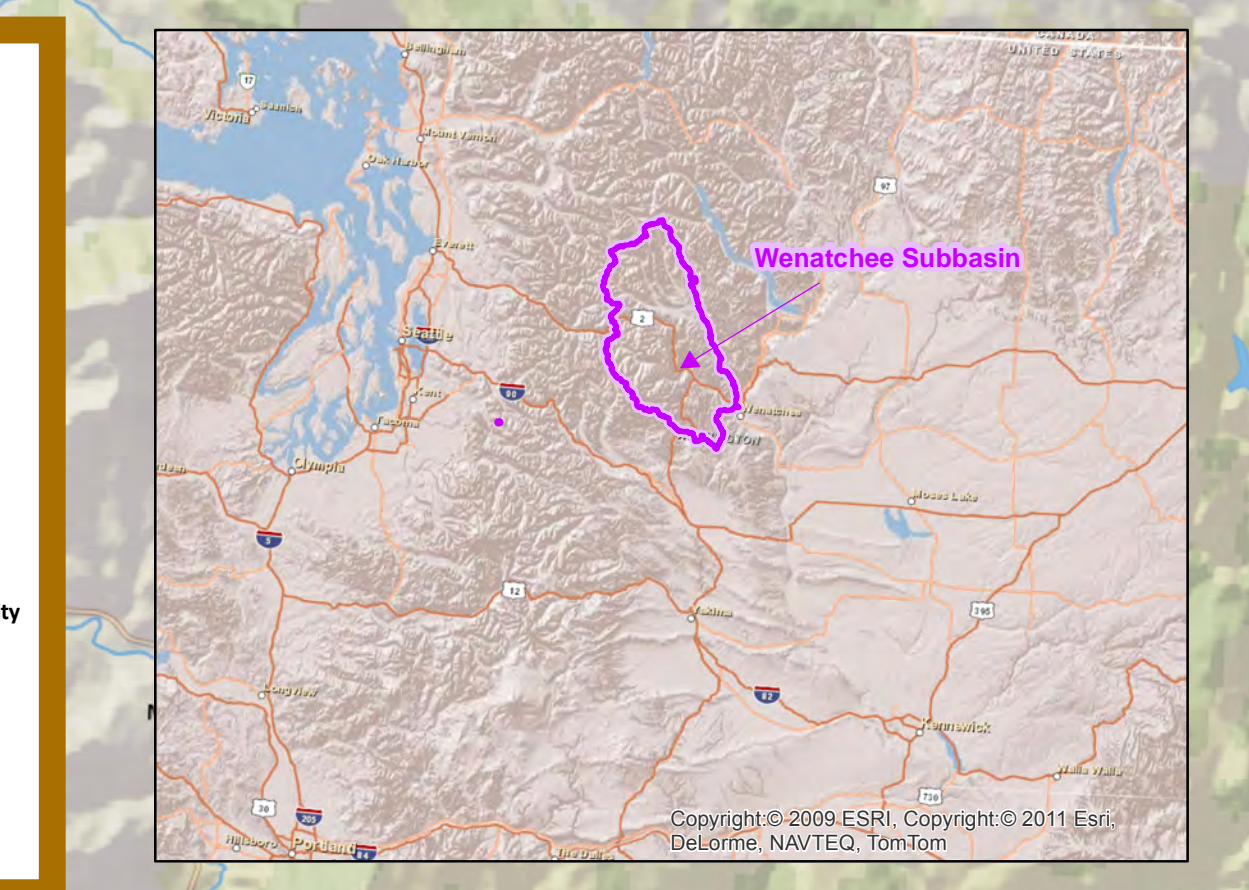 CANADA
UNITED STATES
Bellingham
17
Victoria
Saanich
Mount Vernon
Oak Harbor
97
Everett
Wenatchee Subbasin
2
Seattle
90
Kent
Tacoma
Wenatchee
Olympia
Moses Lake
5
12
395
ty
Yakima
Longview
82
Kennewick
Walla Walla
730
30
205
Copyright:© 2009 ESRI, Copyright:© 2011 Esri,
DeLorme, NAVTEQ, TomTom
Hillsboro
Portland
84
The Dalles